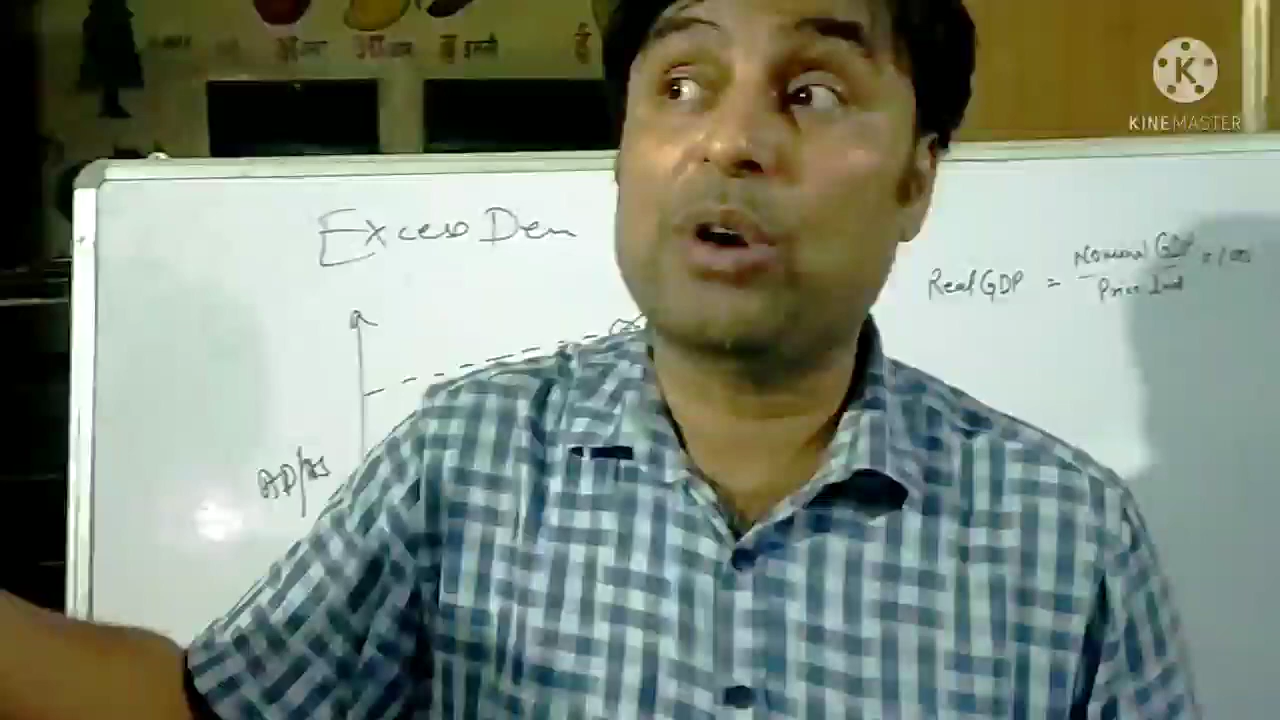 Excess Dem
Real GDP = Nominal GDP x 100
Price Ind
AD/AS
K
KINEMASTER